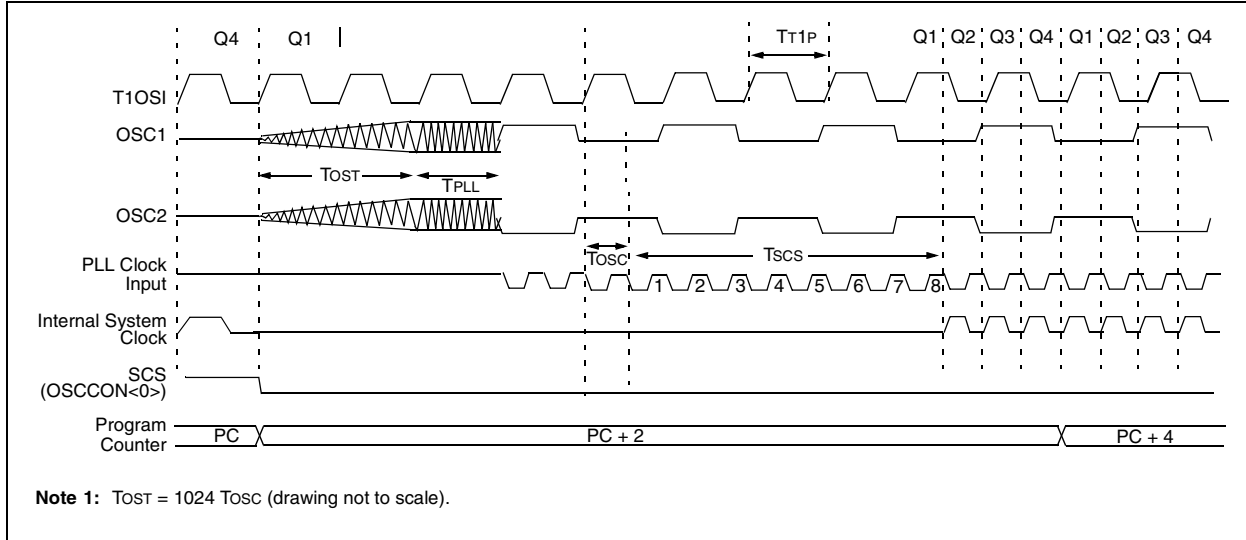 Q4 Q1 TT1P Q1 Q2 Q3 Q4 Q1 Q2 Q3 Q4
T1OSI
OSC1
TOST TPLL
OSC2
TOSC TSCS
PLL Clock
Input
1 2 3 4 5 6 7 8
Internal System
Clock
SCS
(OSCCON<0>)
Program
Counter
PC PC + 2 PC + 4
Note 1: TOST = 1024 TOSC (drawing not to scale).